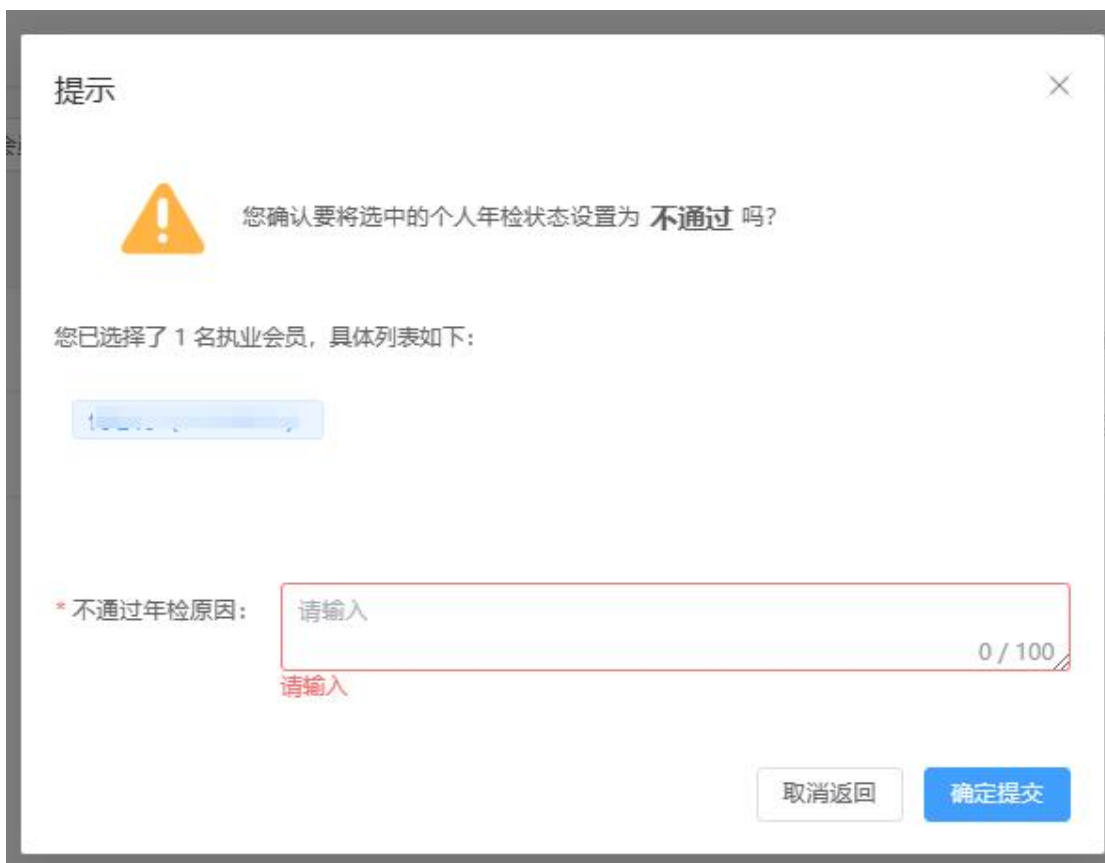 提示
您确认要将选中的个人年检状态设置为 不通过 吗？
您已选择了 1 名执业会员，具体列表如下：
* 不通过年检原因：
请输入
0 / 100
请输入
取消返回
确定提交